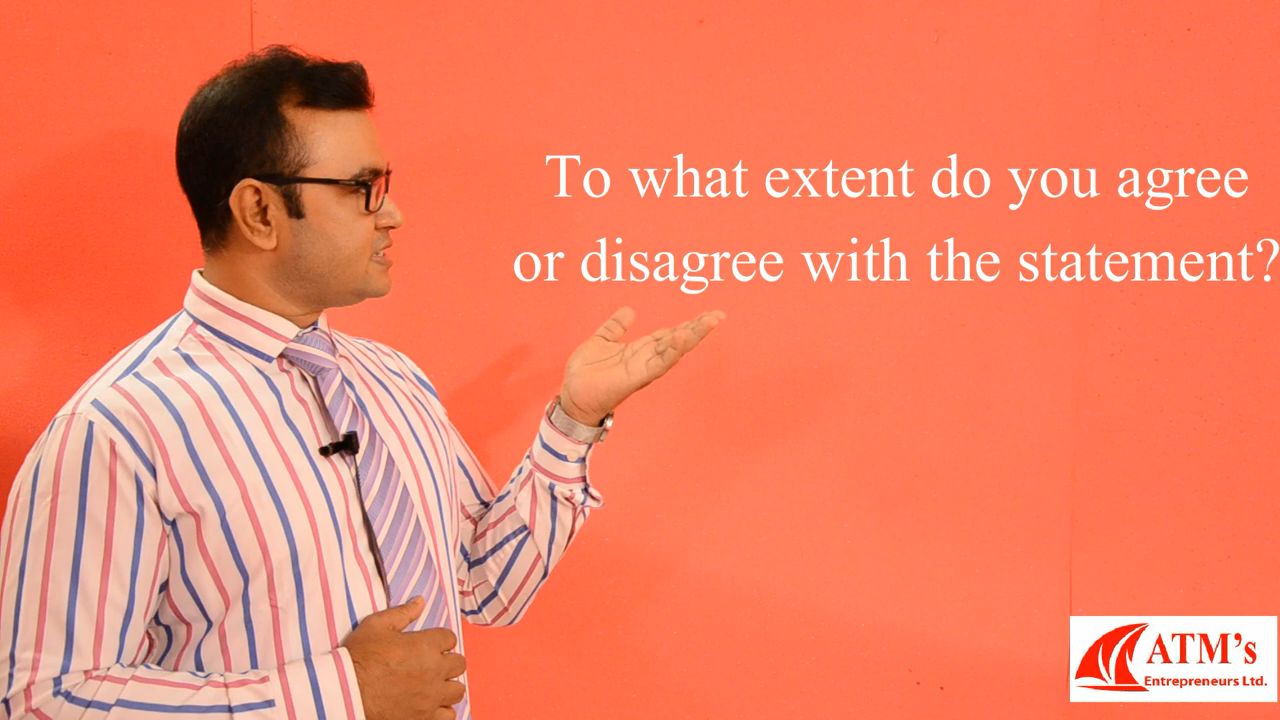 To what extent do you agree
or disagree with the statement?
ATM's
Entrepreneurs Ltd.